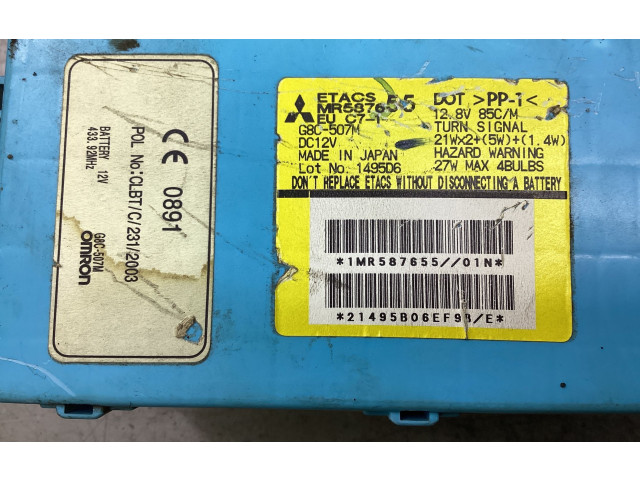 CE 0891
POL No:CLBT/C/231/2003
BATTERY 12V
433. 92MHz
G8C-507M
OMRON
ETACS
MR587655
EU C7-1
G8C-507M
DC12V
MADE IN JAPAN
Lot No. 1495D6
DOT >PP-I<
12.8V 85C/M
TURN SIGNAL
21W×2+(5W)+(1.4W)
HAZARD WARNING
27W MAX 4BULBS
DON'T REPLACE ETACS WITHOUT DISCONNECTING A BATTERY
*1MR587655//01N*
*21495B06EF98/E*